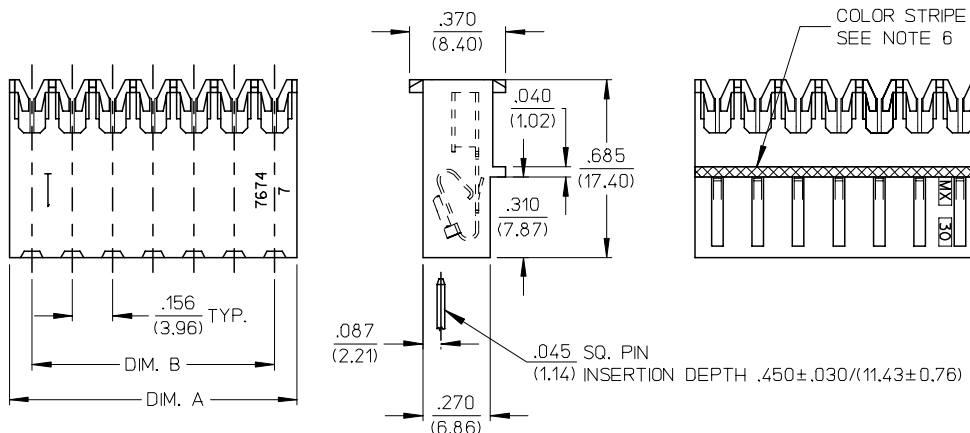 .370
(8.40)
COLOR STRIPE
SEE NOTE 6
.040
(1.02)
.685
(17.40)
.310
(7.87)
7674
7
MX 30
.156 TYP.
(3.96)
.087
(2.21)
DIM. B
DIM. A
.045 SQ. PIN
(1.14) INSERTION DEPTH .450±.030/(11.43±0.76)
.270
(6.86)